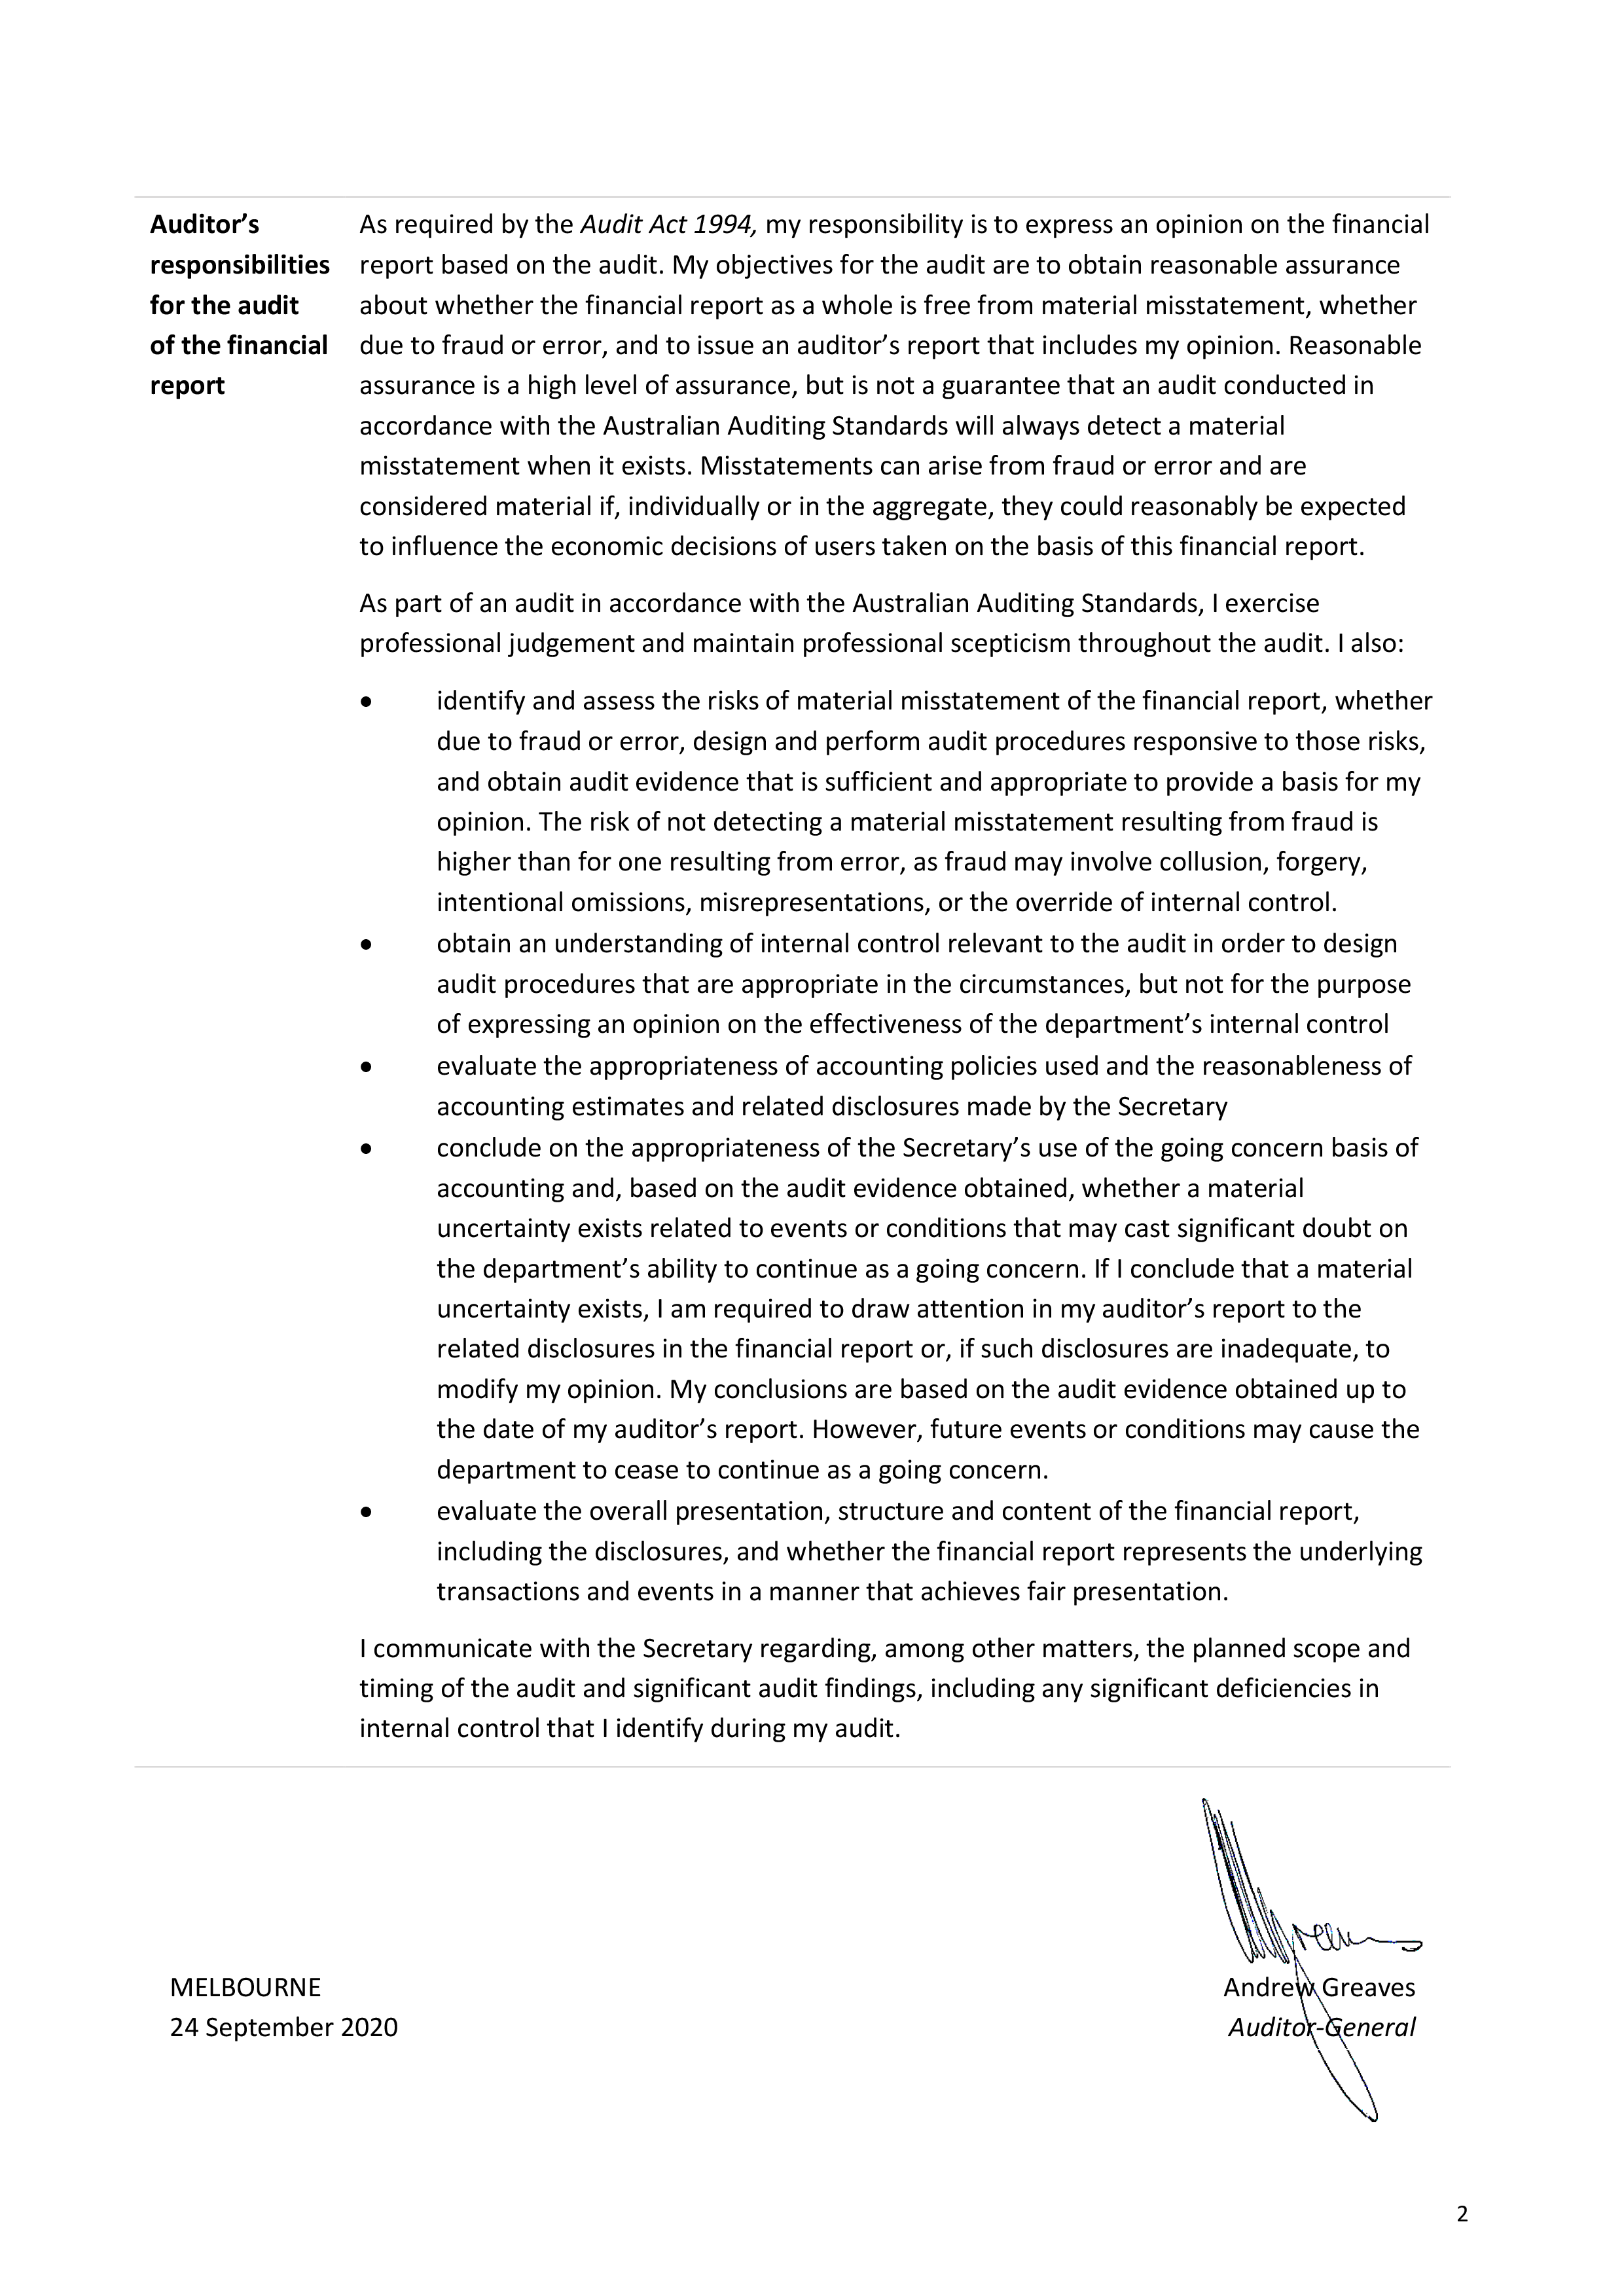 Auditor’s
responsibilities
for the audit
of the financial
report
As required by the Audit Act 1994, my responsibility is to express an opinion on the financial
report based on the audit. My objectives for the audit are to obtain reasonable assurance
about whether the financial report as a whole is free from material misstatement, whether
due to fraud or error, and to issue an auditor’s report that includes my opinion. Reasonable
assurance is a high level of assurance, but is not a guarantee that an audit conducted in
accordance with the Australian Auditing Standards will always detect a material
misstatement when it exists. Misstatements can arise from fraud or error and are
considered material if, individually or in the aggregate, they could reasonably be expected
to influence the economic decisions of users taken on the basis of this financial report.
As part of an audit in accordance with the Australian Auditing Standards, I exercise
professional judgement and maintain professional scepticism throughout the audit. I also:
• identify and assess the risks of material misstatement of the financial report, whether
due to fraud or error, design and perform audit procedures responsive to those risks,
and obtain audit evidence that is sufficient and appropriate to provide a basis for my
opinion. The risk of not detecting a material misstatement resulting from fraud is
higher than for one resulting from error, as fraud may involve collusion, forgery,
intentional omissions, misrepresentations, or the override of internal control.
• obtain an understanding of internal control relevant to the audit in order to design
audit procedures that are appropriate in the circumstances, but not for the purpose
of expressing an opinion on the effectiveness of the department’s internal control
• evaluate the appropriateness of accounting policies used and the reasonableness of
accounting estimates and related disclosures made by the Secretary
• conclude on the appropriateness of the Secretary’s use of the going concern basis of
accounting and, based on the audit evidence obtained, whether a material
uncertainty exists related to events or conditions that may cast significant doubt on
the department’s ability to continue as a going concern. If I conclude that a material
uncertainty exists, I am required to draw attention in my auditor’s report to the
related disclosures in the financial report or, if such disclosures are inadequate, to
modify my opinion. My conclusions are based on the audit evidence obtained up to
the date of my auditor’s report. However, future events or conditions may cause the
department to cease to continue as a going concern.
• evaluate the overall presentation, structure and content of the financial report,
including the disclosures, and whether the financial report represents the underlying
transactions and events in a manner that achieves fair presentation.
I communicate with the Secretary regarding, among other matters, the planned scope and
timing of the audit and significant audit findings, including any significant deficiencies in
internal control that I identify during my audit.
MELBOURNE
24 September 2020
Andrew Greaves
Auditor-General
2